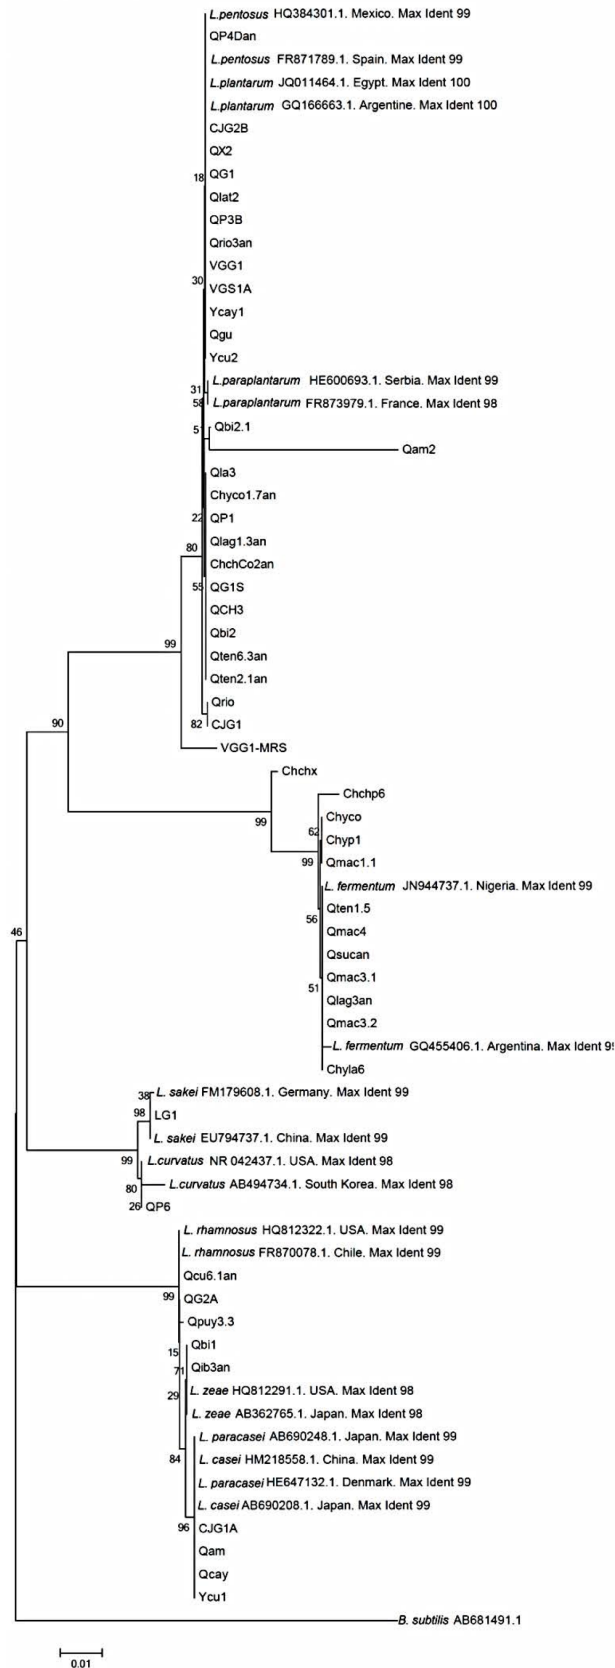 L.pentosus HQ384301.1. Mexico. Max Ident 99
QP4Dan
L.pentosus FR871789.1. Spain. Max Ident 99
L.plantarum JQ011464.1. Egypt. Max Ident 100
L.plantarum GQ166663.1. Argentine. Max Ident 100
CJG2B
QX2
18 QG1
Qlat2
QP3B
Qrio3an
VGG1
30
VGS1A
Ycay1
Qgu
Ycu2
L.paraplantarum HE600693.1. Serbia. Max Ident 99
31
58 L.paraplantarum FR873979.1. France. Max Ident 98
51 Qbi2.1
Qam2
Qla3
Chyco1.7an
22 QP1
Qlag1.3an
80
ChchCo2an
55 QG1S
QCH3
Qbi2
99
Qten6.3an
Qten2.1an
Qrio
90 82 CJG1
VGG1-MRS
Chchx
Chchp6
99 Chyco
62
Chyp1
99 Qmac1.1
L. fermentum JN944737.1. Nigeria. Max Ident 99
Qten1.5
56
46 Qmac4
Qsucan
Qmac3.1
51
Qlag3an
Qmac3.2
L. fermentum GQ455406.1. Argentina. Max Ident 9
Chyla6
38 L. sakei FM179608.1. Germany. Max Ident 99
98 LG1
L. sakei EU794737.1. China. Max Ident 99
99 L.curvatus NR 042437.1. USA. Max Ident 98
80 L.curvatus AB494734.1. South Korea. Max Ident 98
26 QP6
L. rhamnosus HQ812322.1. USA. Max Ident 99
L. rhamnosus FR870078.1. Chile. Max Ident 99
Qcu6.1an
99 QG2A
Qpuy3.3
Qbi1
15
71 Qib3an
29 L. zeae HQ812291.1. USA. Max Ident 98
L. zeae AB362765.1. Japan. Max Ident 98
L. paracasei AB690248.1. Japan. Max Ident 99
84 L. casei HM218558.1. China. Max Ident 99
L. paracasei HE647132.1. Denmark. Max Ident 99
L. casei AB690208.1. Japan. Max Ident 99
96 CJG1A
Qam
Qcay
Ycu1
B. subtilis AB681491.1
0.01